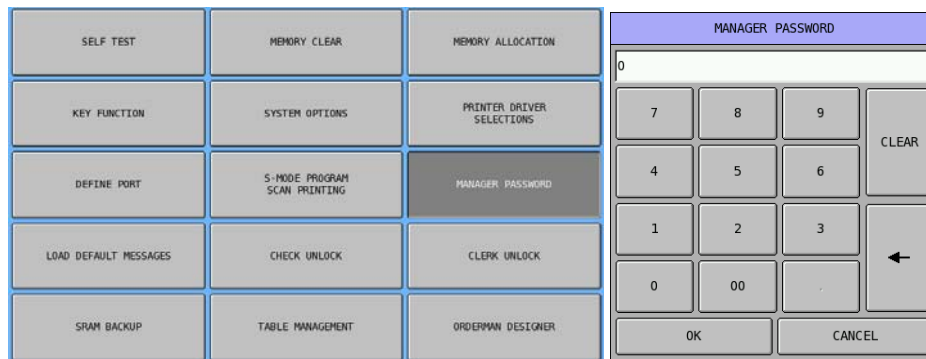 SELF TEST
MEMORY CLEAR
MEMORY ALLOCATION
KEY FUNCTION
SYSTEM OPTIONS
PRINTER DRIVER
SELECTIONS
DEFINE PORT
S-MODE PROGRAM
SCAN PRINTING
MANAGER PASSWORD
LOAD DEFAULT MESSAGES
CHECK UNLOCK
CLERK UNLOCK
SRAM BACKUP
TABLE MANAGEMENT
ORDERMAN DESIGNER
MANAGER PASSWORD
0
7 8 9
CLEAR
4 5 6
1 2 3
0 00 .
OK CANCEL